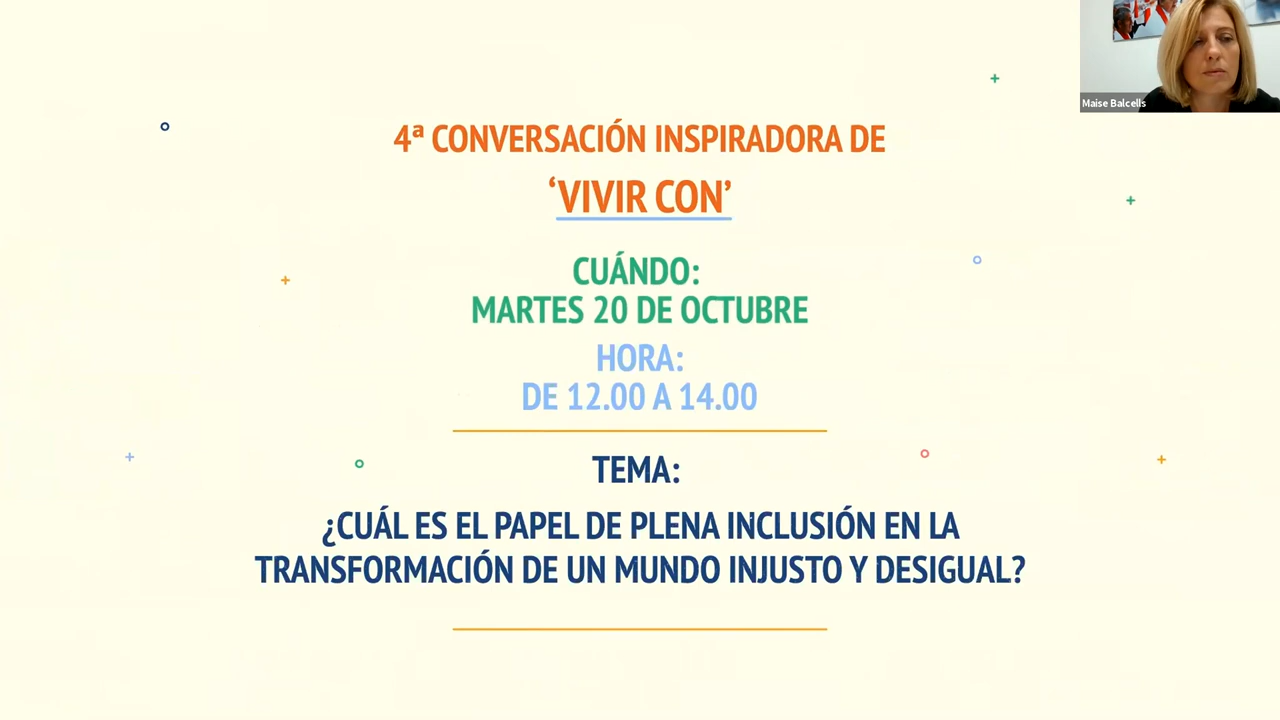 Maise Balcells
4ª CONVERSACIÓN INSPIRADORA DE
‘VIVIR CON’
CUÁNDO:
MARTES 20 DE OCTUBRE
HORA:
DE 12.00 A 14.00
TEMA:
¿CUÁL ES EL PAPEL DE PLENA INCLUSIÓN EN LA
TRANSFORMACIÓN DE UN MUNDO INJUSTO Y DESIGUAL?